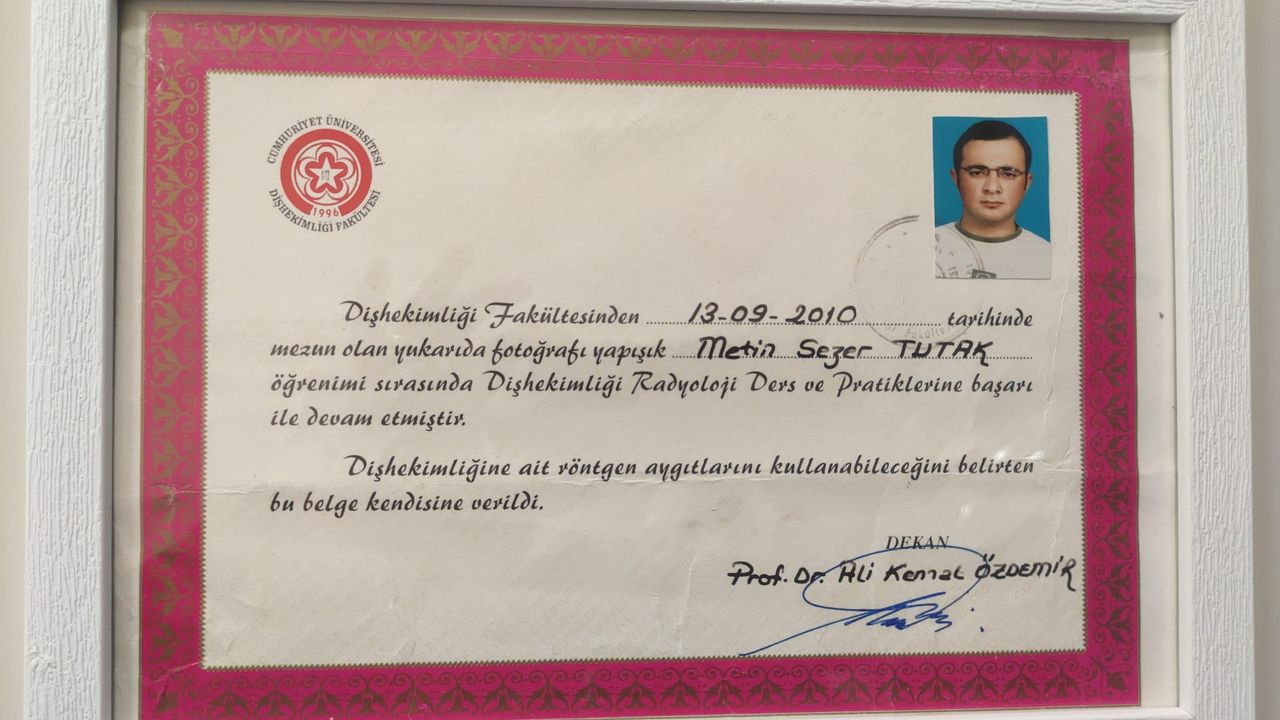 CUMHURİYET ÜNİVERSİTESİ
1996
DİŞHEKİMLİĞİ FAKÜLTESİ
Dişhekimliği Fakültesinden 13-09-2010 tarihinde
mezun olan yukarıda fotoğrafı yapışık Metin Sezer TUTAK
öğrenimi sırasında Dişhekimliği Radyoloji Ders ve Pratiklerine başarı
ile devam etmiştir.
Dişhekimliğine ait röntgen aygıtlarını kullanabileceğini belirten
bu belge kendisine verildi.
DEKAN
Prof. Dr. Ali Kemal ÖZDEMİR